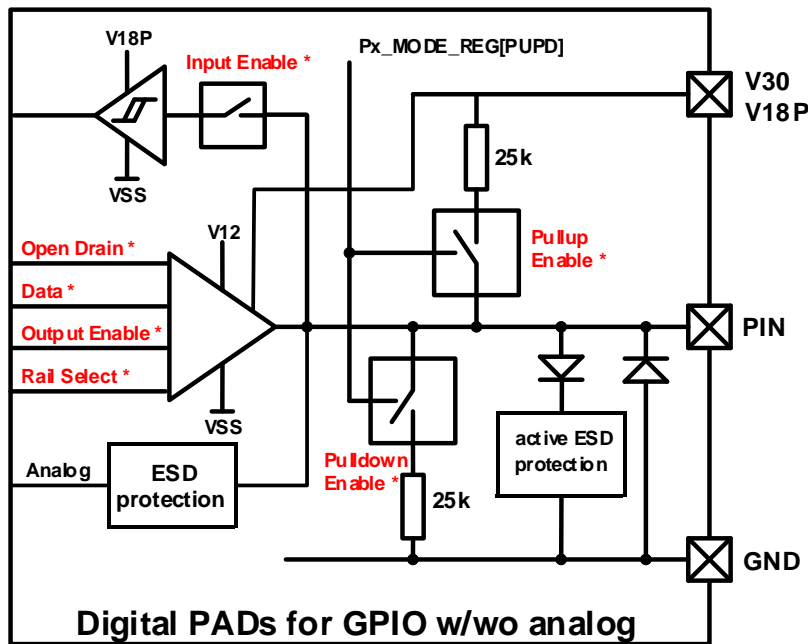 V18P
Input Enable *
Px_MODE_REG[PUPD]
V30
V18P
25k
VSS
V12
Open Drain *
Data *
Output Enable *
Rail Select *
Pullup
Enable *
PIN
VSS
Analog
ESD
protection
Pulldown
Enable *
25k
active ESD
protection
GND
Digital PADs for GPIO w/wo analog